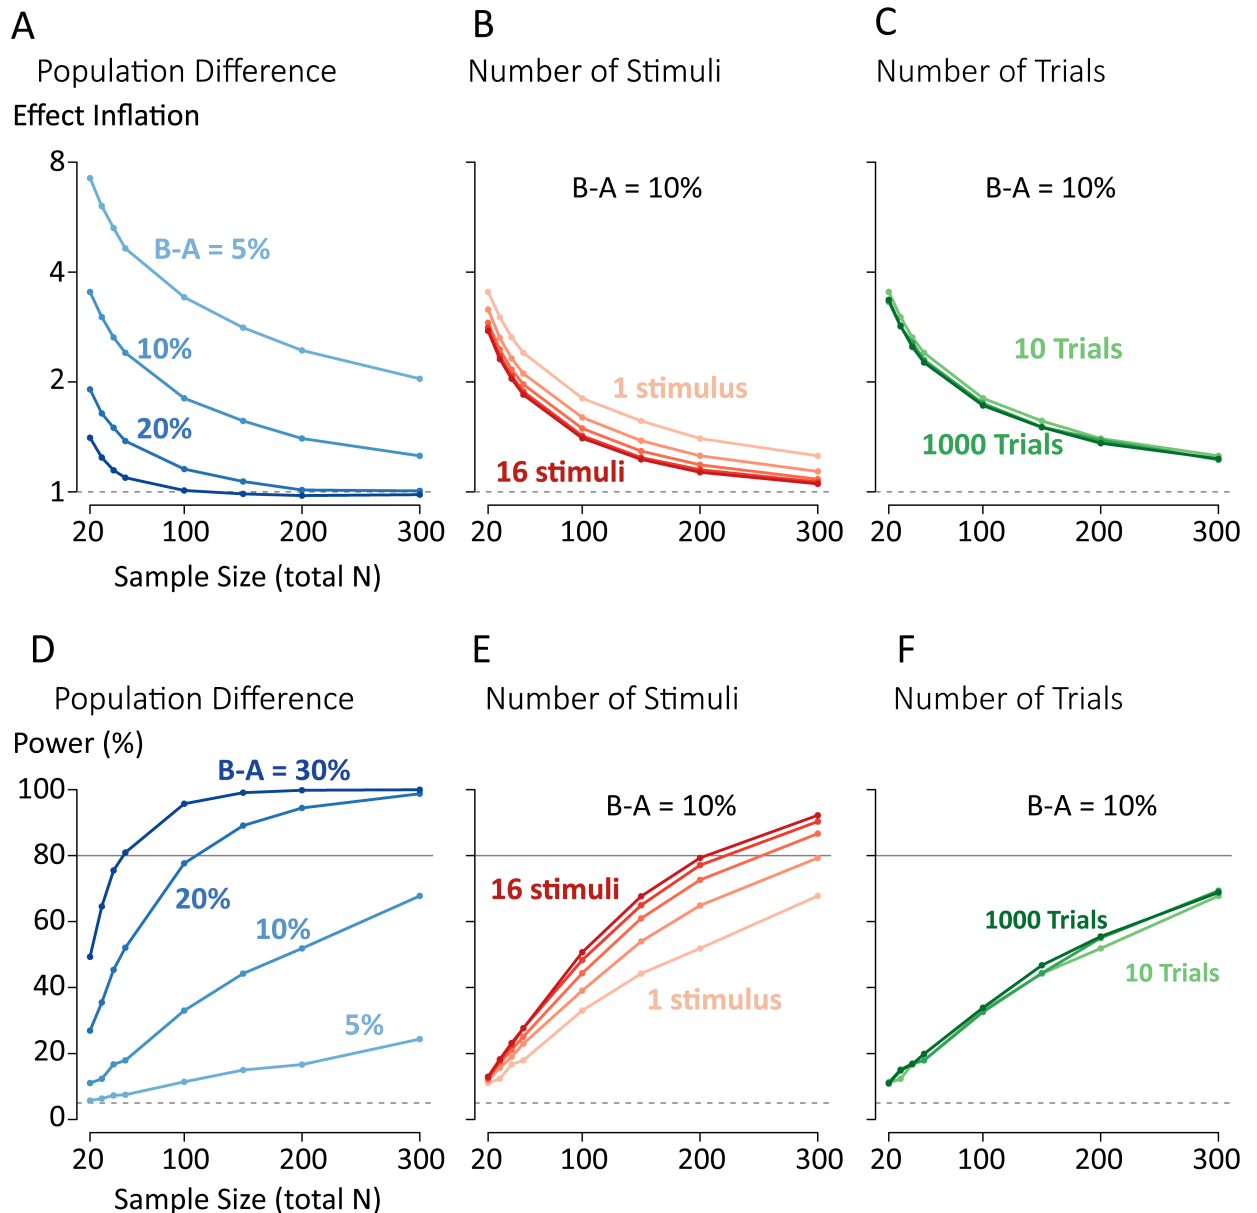 A
Population Difference
Effect Inflation
8
4
2
1
B-A = 5%
10%
20%
20 100 200 300
Sample Size (total N)
B
Number of Stimuli
B-A = 10%
1 stimulus
16 stimuli
20 100 200 300
C
Number of Trials
B-A = 10%
10 Trials
1000 Trials
20 100 200 300
D
Population Difference
Power (%)
100
80
60
40
20
0
B-A = 30%
20%
10%
5%
20 100 200 300
Sample Size (total N)
E
Number of Stimuli
B-A = 10%
16 stimuli
1 stimulus
20 100 200 300
F
Number of Trials
B-A = 10%
1000 Trials
10 Trials
20 100 200 300